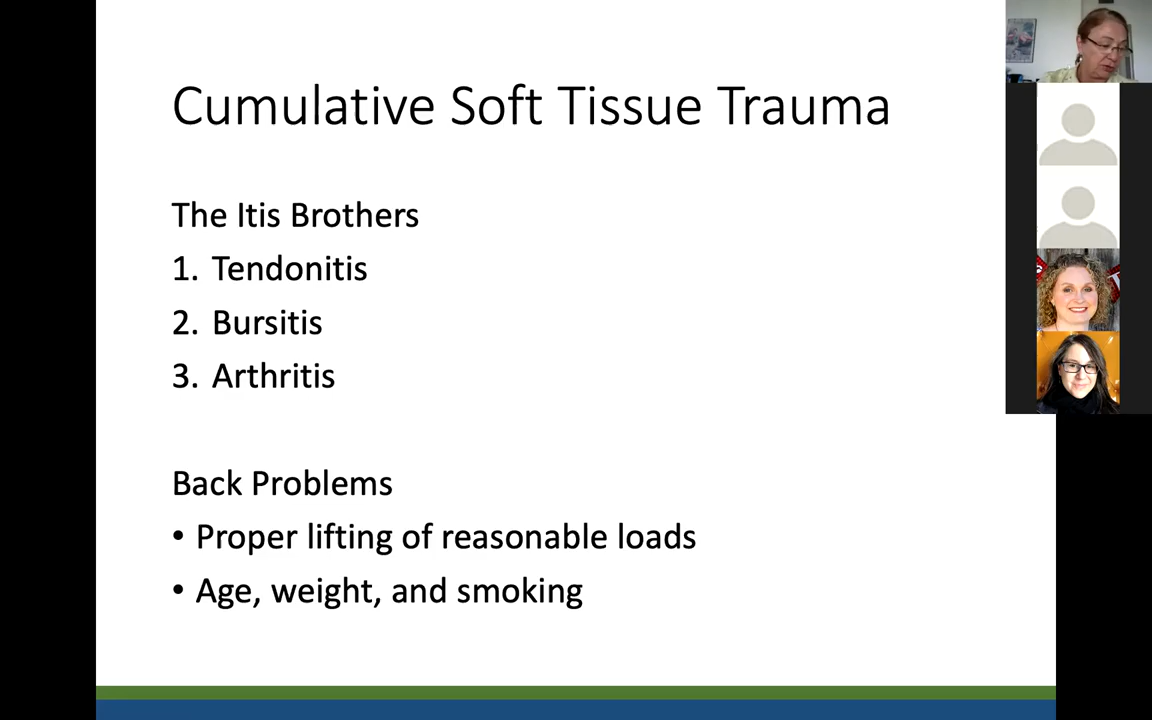 Cumulative Soft Tissue Trauma
The Itis Brothers
1. Tendonitis
2. Bursitis
3. Arthritis
Back Problems
• Proper lifting of reasonable loads
• Age, weight, and smoking